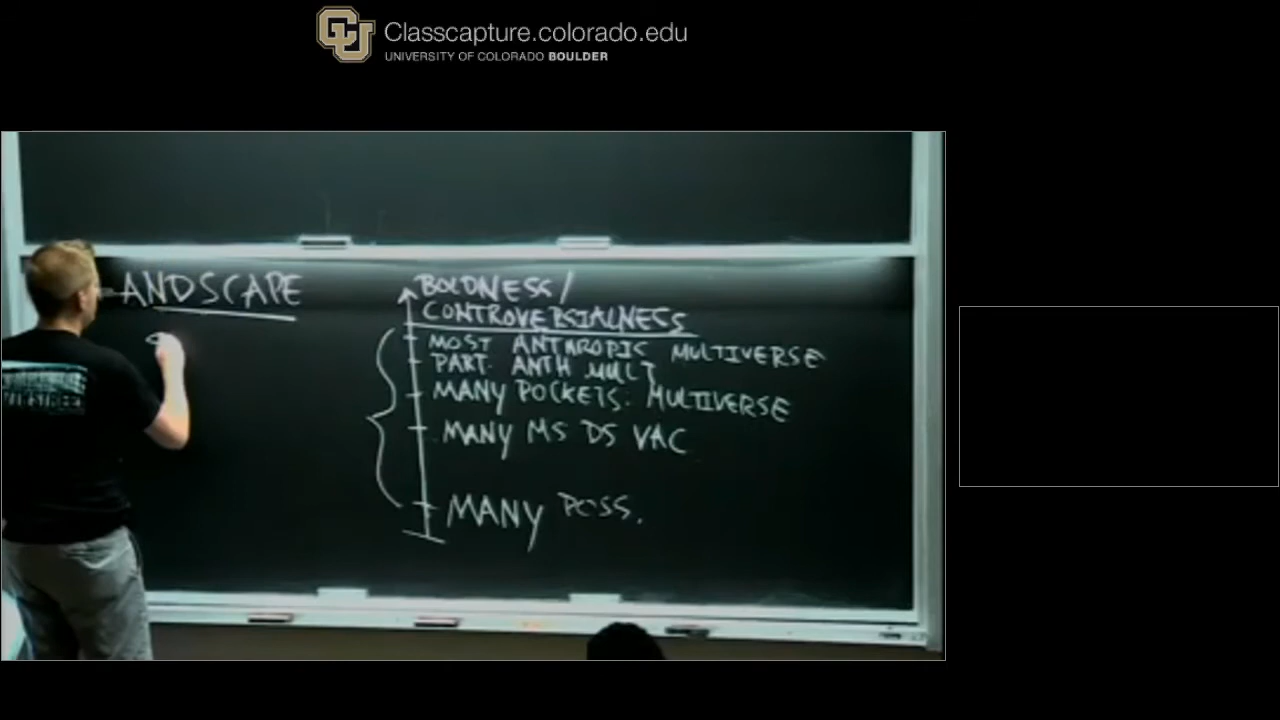 Classcapture.colorado.edu
UNIVERSITY OF COLORADO BOULDER
ANDSCAPE
BOLDNESS/
CONTROVERSIALNESS
MOST ANTHROPIC MULTIVERSE
PART. ANTH MULT
MANY POCKETS. MULTIVERSE
MANY MS DS VAC
MANY POSS.